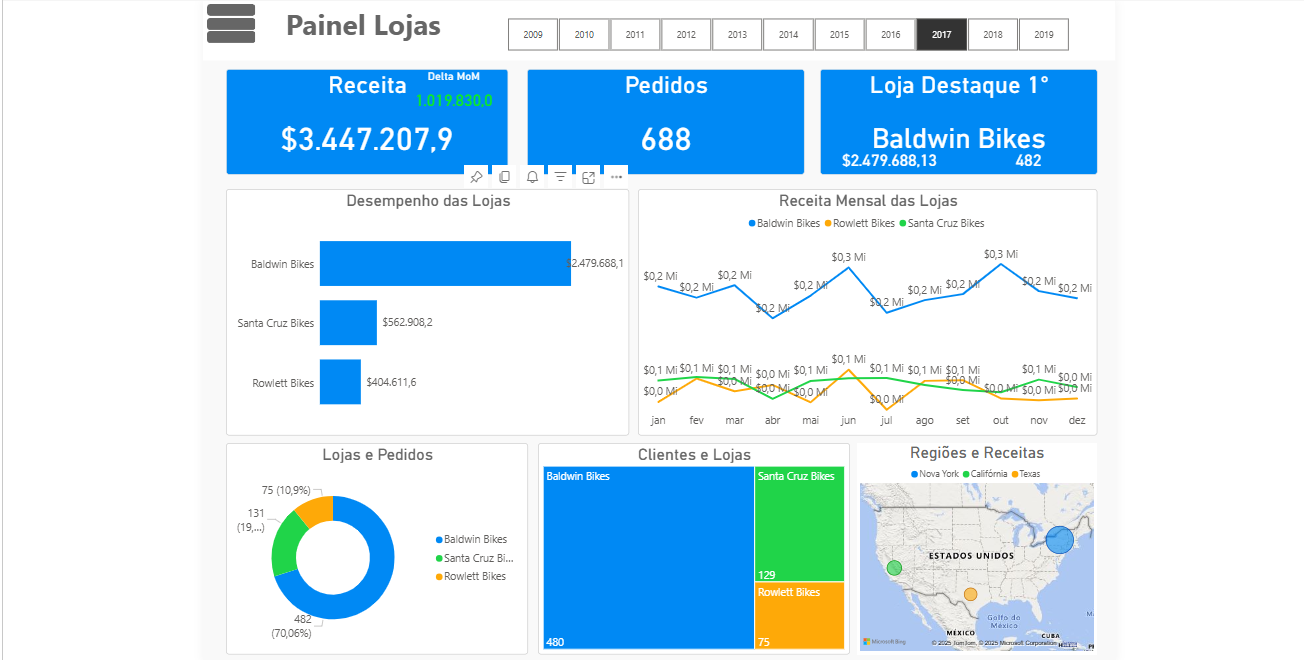 Painel Lojas
2009 2010 2011 2012 2013 2014 2015 2016 2017 2018 2019
Receita
Delta MoM
1.019.830,0
$3.447.207,9
Pedidos
688
Loja Destaque 1°
Baldwin Bikes
$2.479.688,13 482
Desempenho das Lojas
Baldwin Bikes $2.479.688,1
Santa Cruz Bikes $562.908,2
Rowlett Bikes $404.611,6
Receita Mensal das Lojas
Baldwin Bikes Rowlett Bikes Santa Cruz Bikes
$0,2 Mi $0,2 Mi $0,2 Mi $0,2 Mi $0,2 Mi $0,3 Mi $0,2 Mi $0,2 Mi $0,2 Mi $0,3 Mi $0,2 Mi $0,2 Mi
$0,1 Mi $0,1 Mi $0,1 Mi $0,0 Mi $0,1 Mi $0,1 Mi $0,1 Mi $0,1 Mi $0,1 Mi $0,1 Mi $0,0 Mi
$0,0 Mi $0,0 Mi $0,0 Mi $0,0 Mi $0,0 Mi $0,0 Mi $0,0 Mi $0,0 Mi $0,0 Mi
jan fev mar abr mai jun jul ago set out nov dez
Lojas e Pedidos
75 (10,9%)
131
(19,...)
482
(70,06%)
Baldwin Bikes
Santa Cruz Bi...
Rowlett Bikes
Clientes e Lojas
Baldwin Bikes
480
Santa Cruz Bikes
129
Rowlett Bikes
75
Regiões e Receitas
Nova York Califórnia Texas
ESTADOS UNIDOS
Golfo do
México
MÉXICO
CUBA
Microsoft Bing
© 2025 TomTom, © 2025 Microsoft Corporation